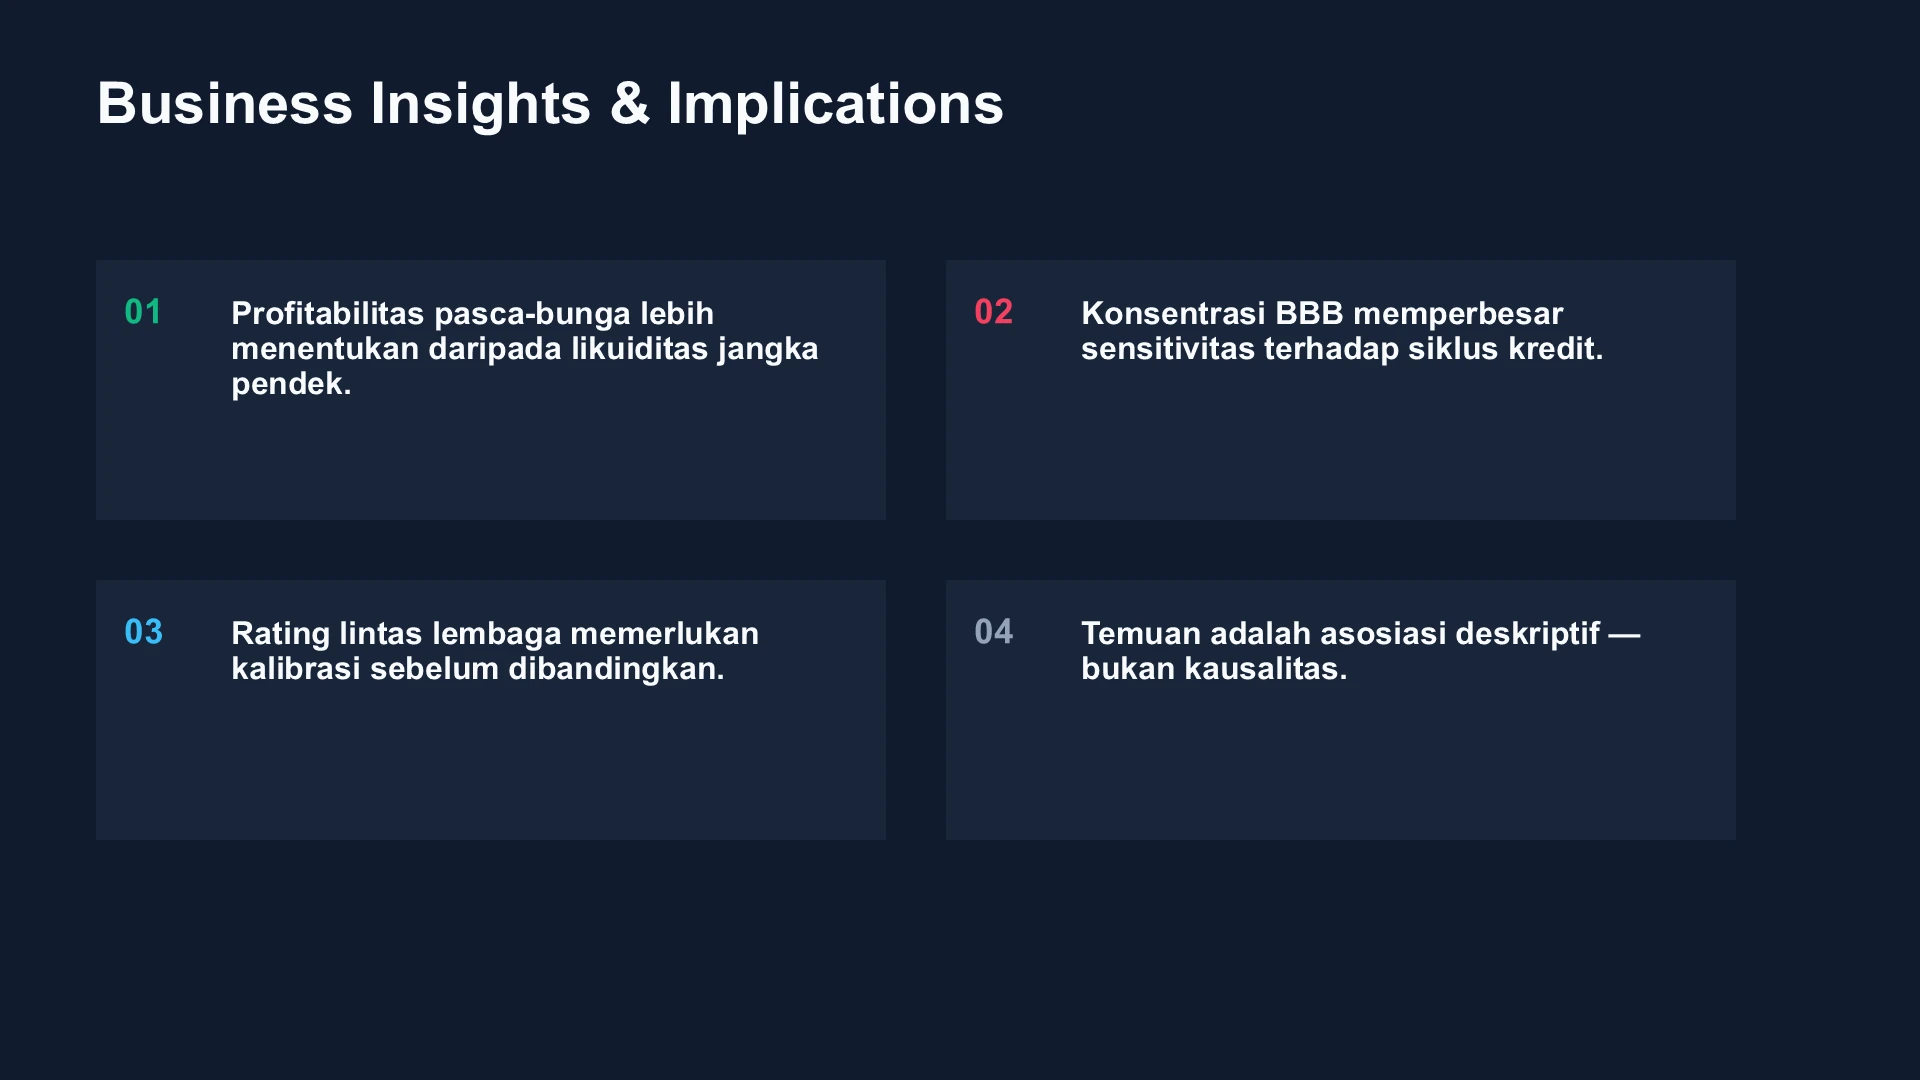 Business Insights & Implications
01
Profitabilitas pasca-bunga lebih
menentukan daripada likuiditas jangka
pendek.
02
Konsentrasi BBB memperbesar
sensitivitas terhadap siklus kredit.
03
Rating lintas lembaga memerlukan
kalibrasi sebelum dibandingkan.
04
Temuan adalah asosiasi deskriptif —
bukan kausalitas.